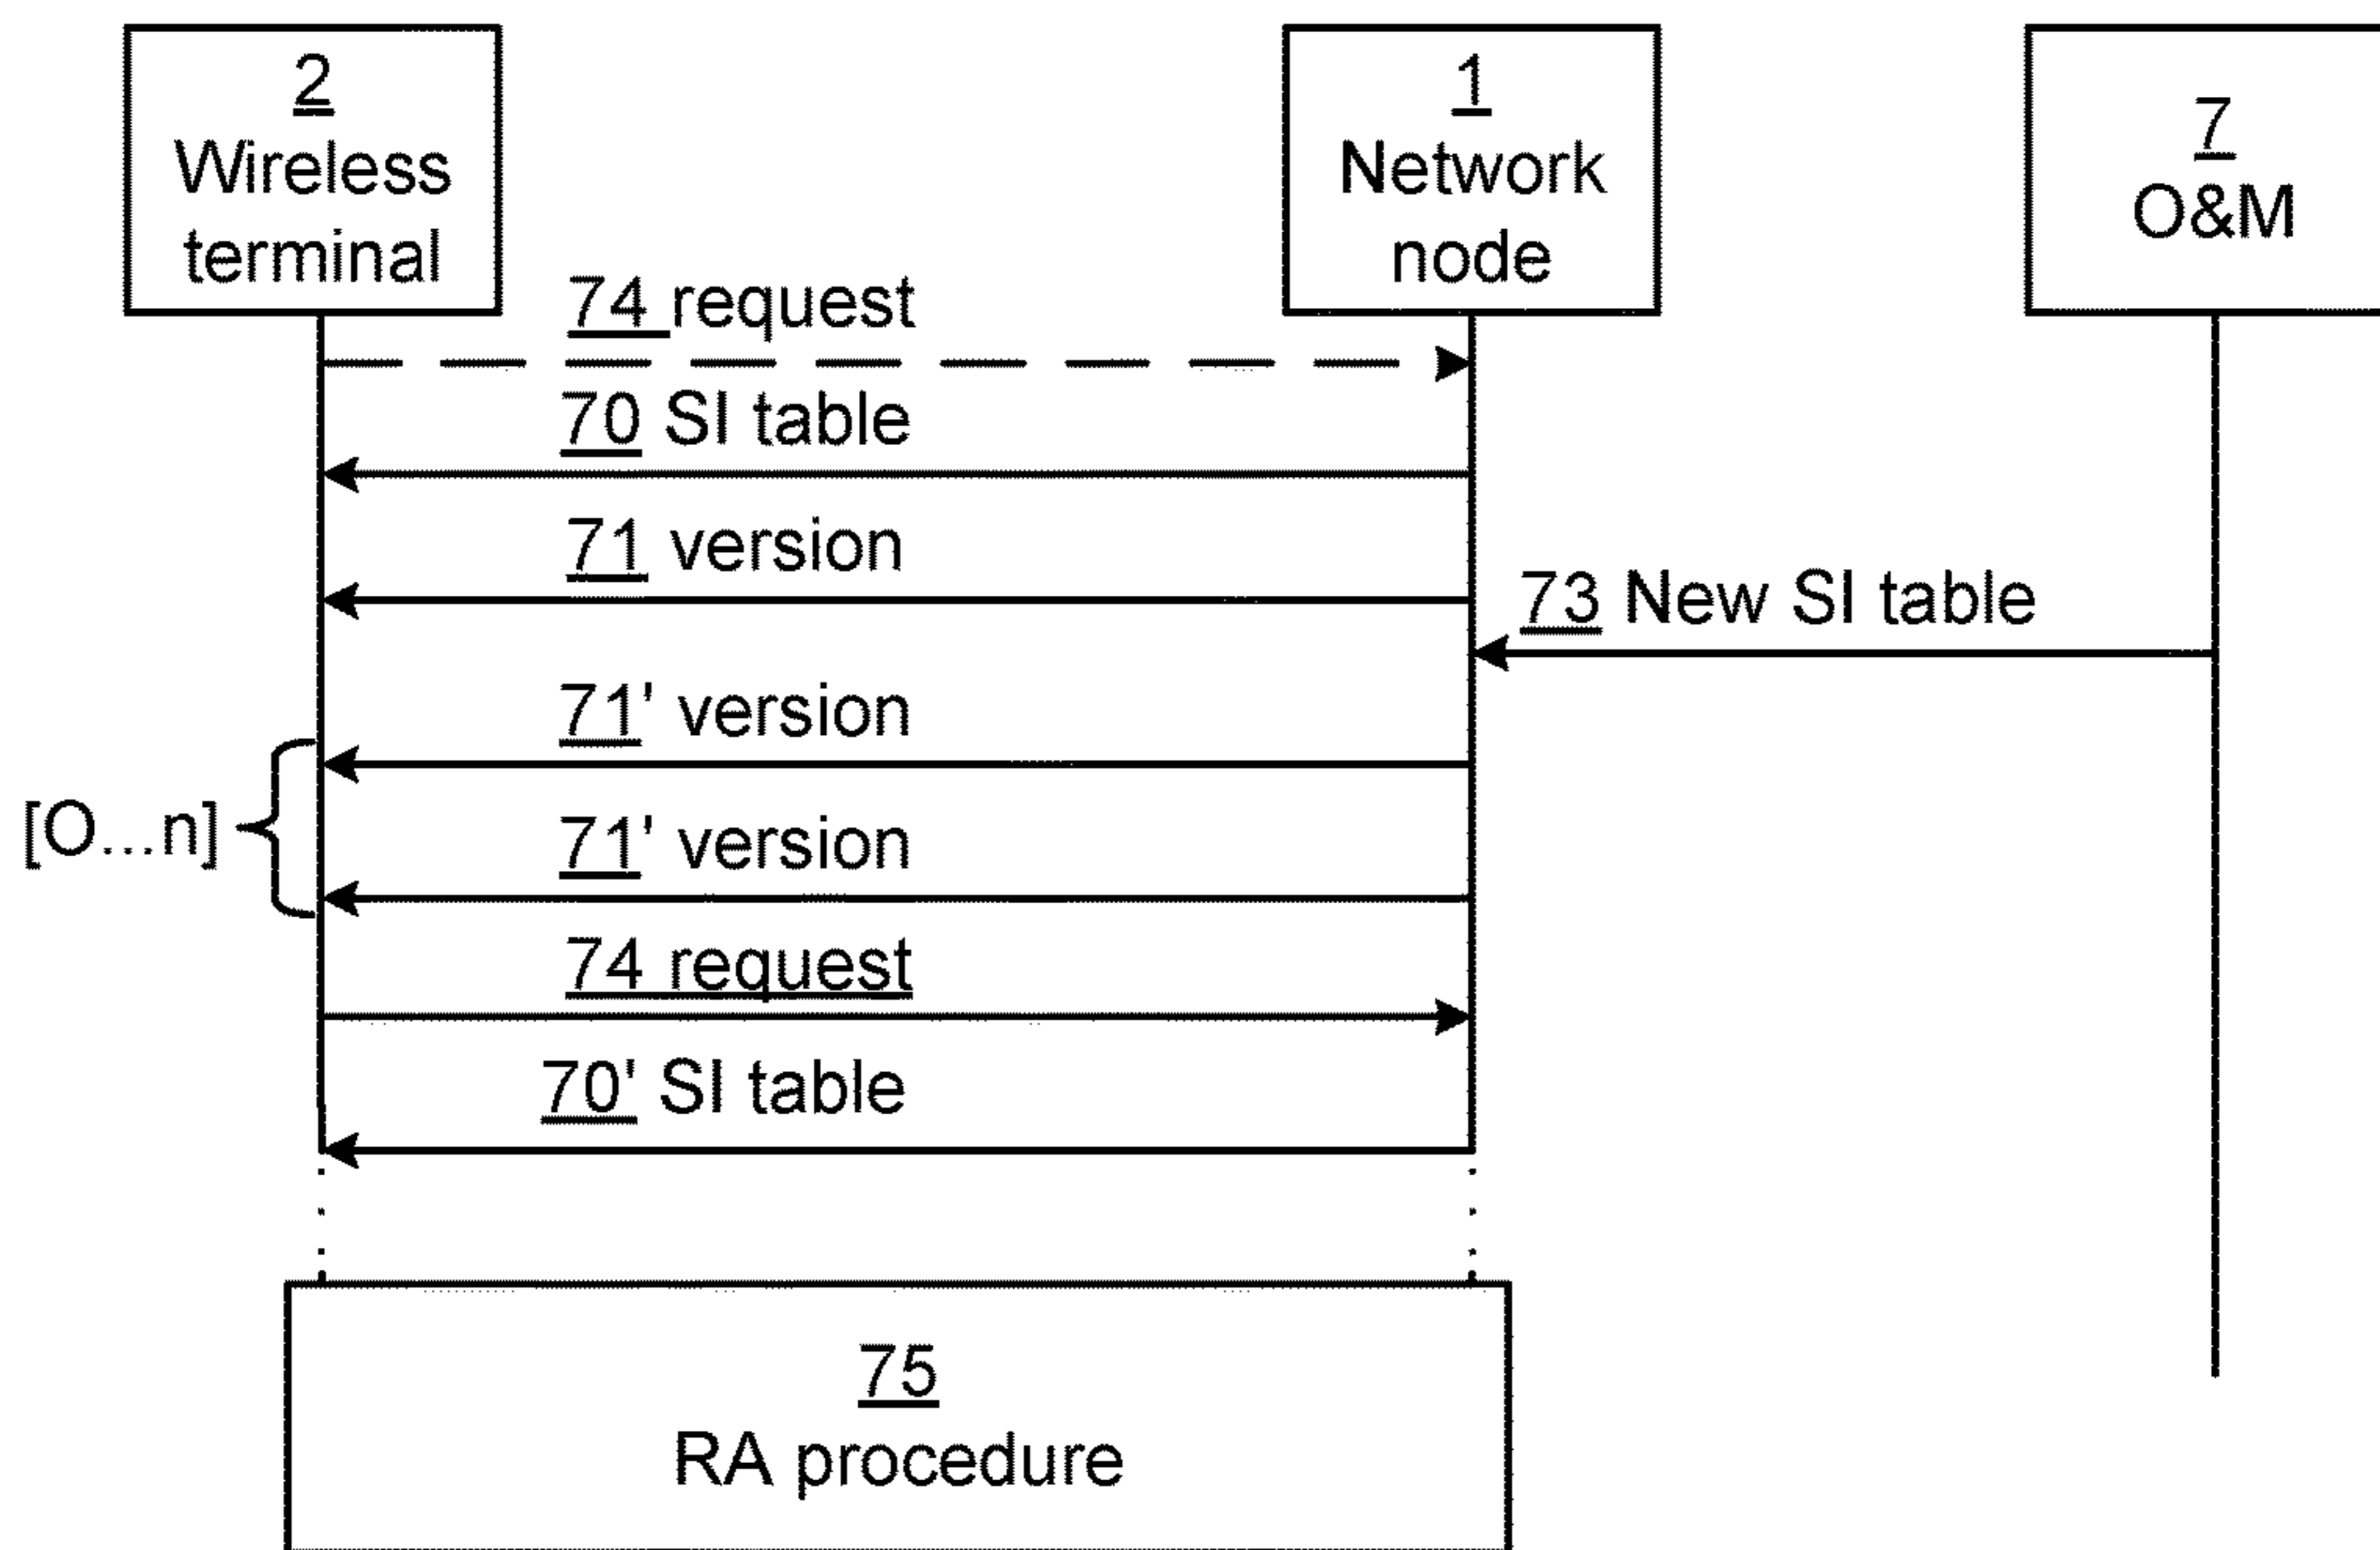 2
Wireless
terminal
1
Network
node
7
O&M
74 request
70 SI table
71 version
73 New SI table
71' version
[O...n]
71' version
74 request
70' SI table
75
RA procedure